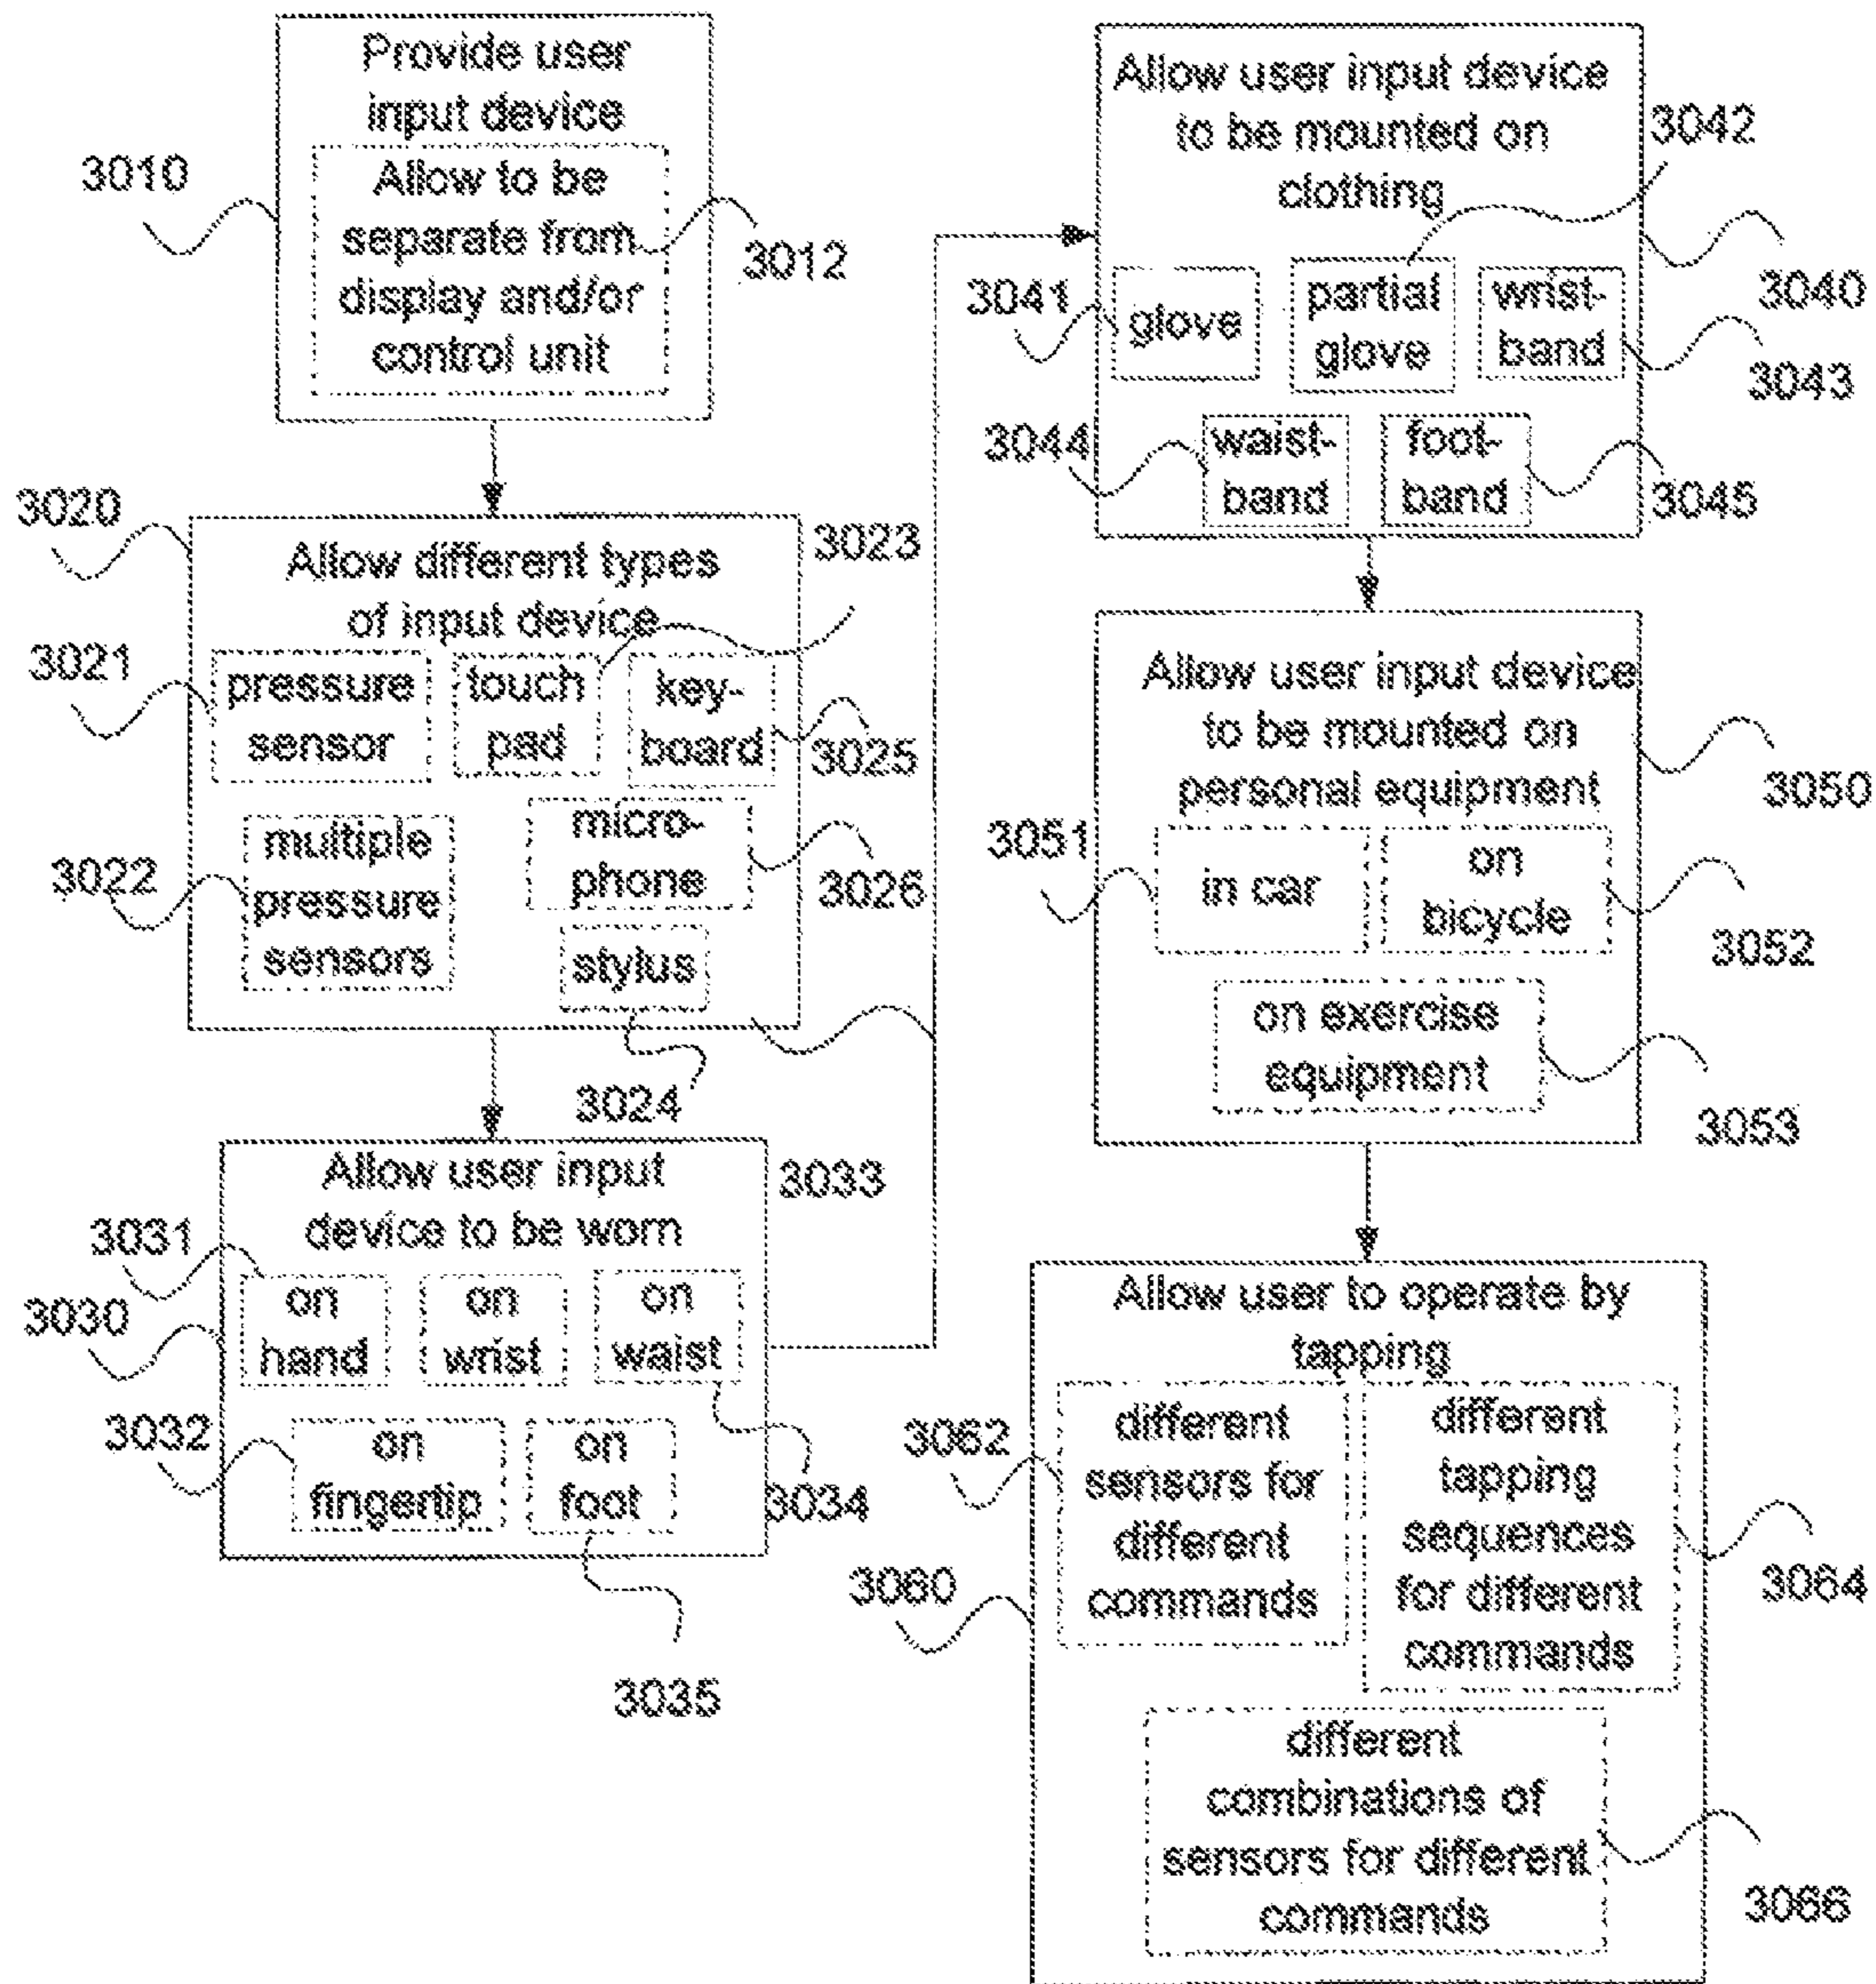 Provide user
input device
3010
Allow to be
separate from
display and/or
control unit
3012
3020
Allow different types
of input device
3023
3021
pressure
sensor
touch
pad
key-
board
3025
3022
multiple
pressure
sensors
micro-
phone
3026
stylus
3024
Allow user input
device to be worn
3033
3031
3030
on
hand
on
wrist
on
waist
3032
on
fingertip
on
foot
3034
3035
Allow user input device
to be mounted on
clothing
3042
3040
3041
glove
partial
glove
wrist-
band
3043
3044
waist-
band
foot-
band
3045
Allow user input device
to be mounted on
personal equipment
3050
3051
in car
on
bicycle
3052
on exercise
equipment
3053
Allow user to operate by
tapping
3062
different
sensors for
different
commands
different
tapping
sequences
for different
commands
3060
3064
different
combinations of
sensors for different
commands
3066